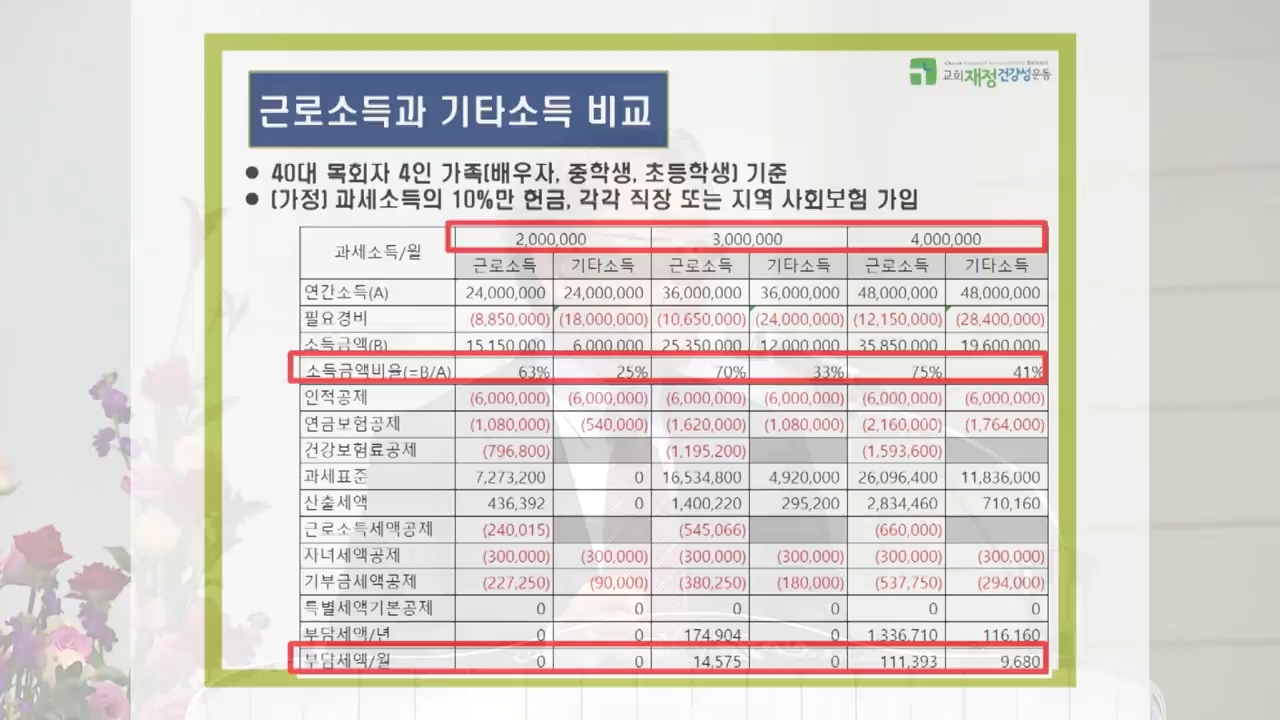 교회재정건강성운동
근로소득과 기타소득 비교
● 40대 목회자 4인 가족(배우자, 중학생, 초등학생) 기준
● (가정) 과세소득의 10%만 헌금, 각각 직장 또는 지역 사회보험 가입
과세소득/월 2,000,000 3,000,000 4,000,000
근로소득 기타소득 근로소득 기타소득 근로소득 기타소득
연간소득(A) 24,000,000 24,000,000 36,000,000 36,000,000 48,000,000 48,000,000
필요경비 (8,850,000) (18,000,000) (10,650,000) (24,000,000) (12,150,000) (28,400,000)
소득금액(B) 15,150,000 6,000,000 25,350,000 12,000,000 35,850,000 19,600,000
소득금액비율(=B/A) 63% 25% 70% 33% 75% 41%
인적공제 (6,000,000) (6,000,000) (6,000,000) (6,000,000) (6,000,000) (6,000,000)
연금보험공제 (1,080,000) (540,000) (1,620,000) (1,080,000) (2,160,000) (1,764,000)
건강보험료공제 (796,800) (1,195,200) (1,593,600)
과세표준 7,273,200 0 16,534,800 4,920,000 26,096,400 11,836,000
산출세액 436,392 0 1,400,220 295,200 2,834,460 710,160
근로소득세액공제 (240,015) (545,066) (660,000)
자녀세액공제 (300,000) (300,000) (300,000) (300,000) (300,000) (300,000)
기부금세액공제 (227,250) (90,000) (380,250) (180,000) (537,750) (294,000)
특별세액기본공제 0 0 0 0 0 0
부담세액/년 0 0 174,904 0 1,336,710 116,160
부담세액/월 0 0 14,575 0 111,393 9,680